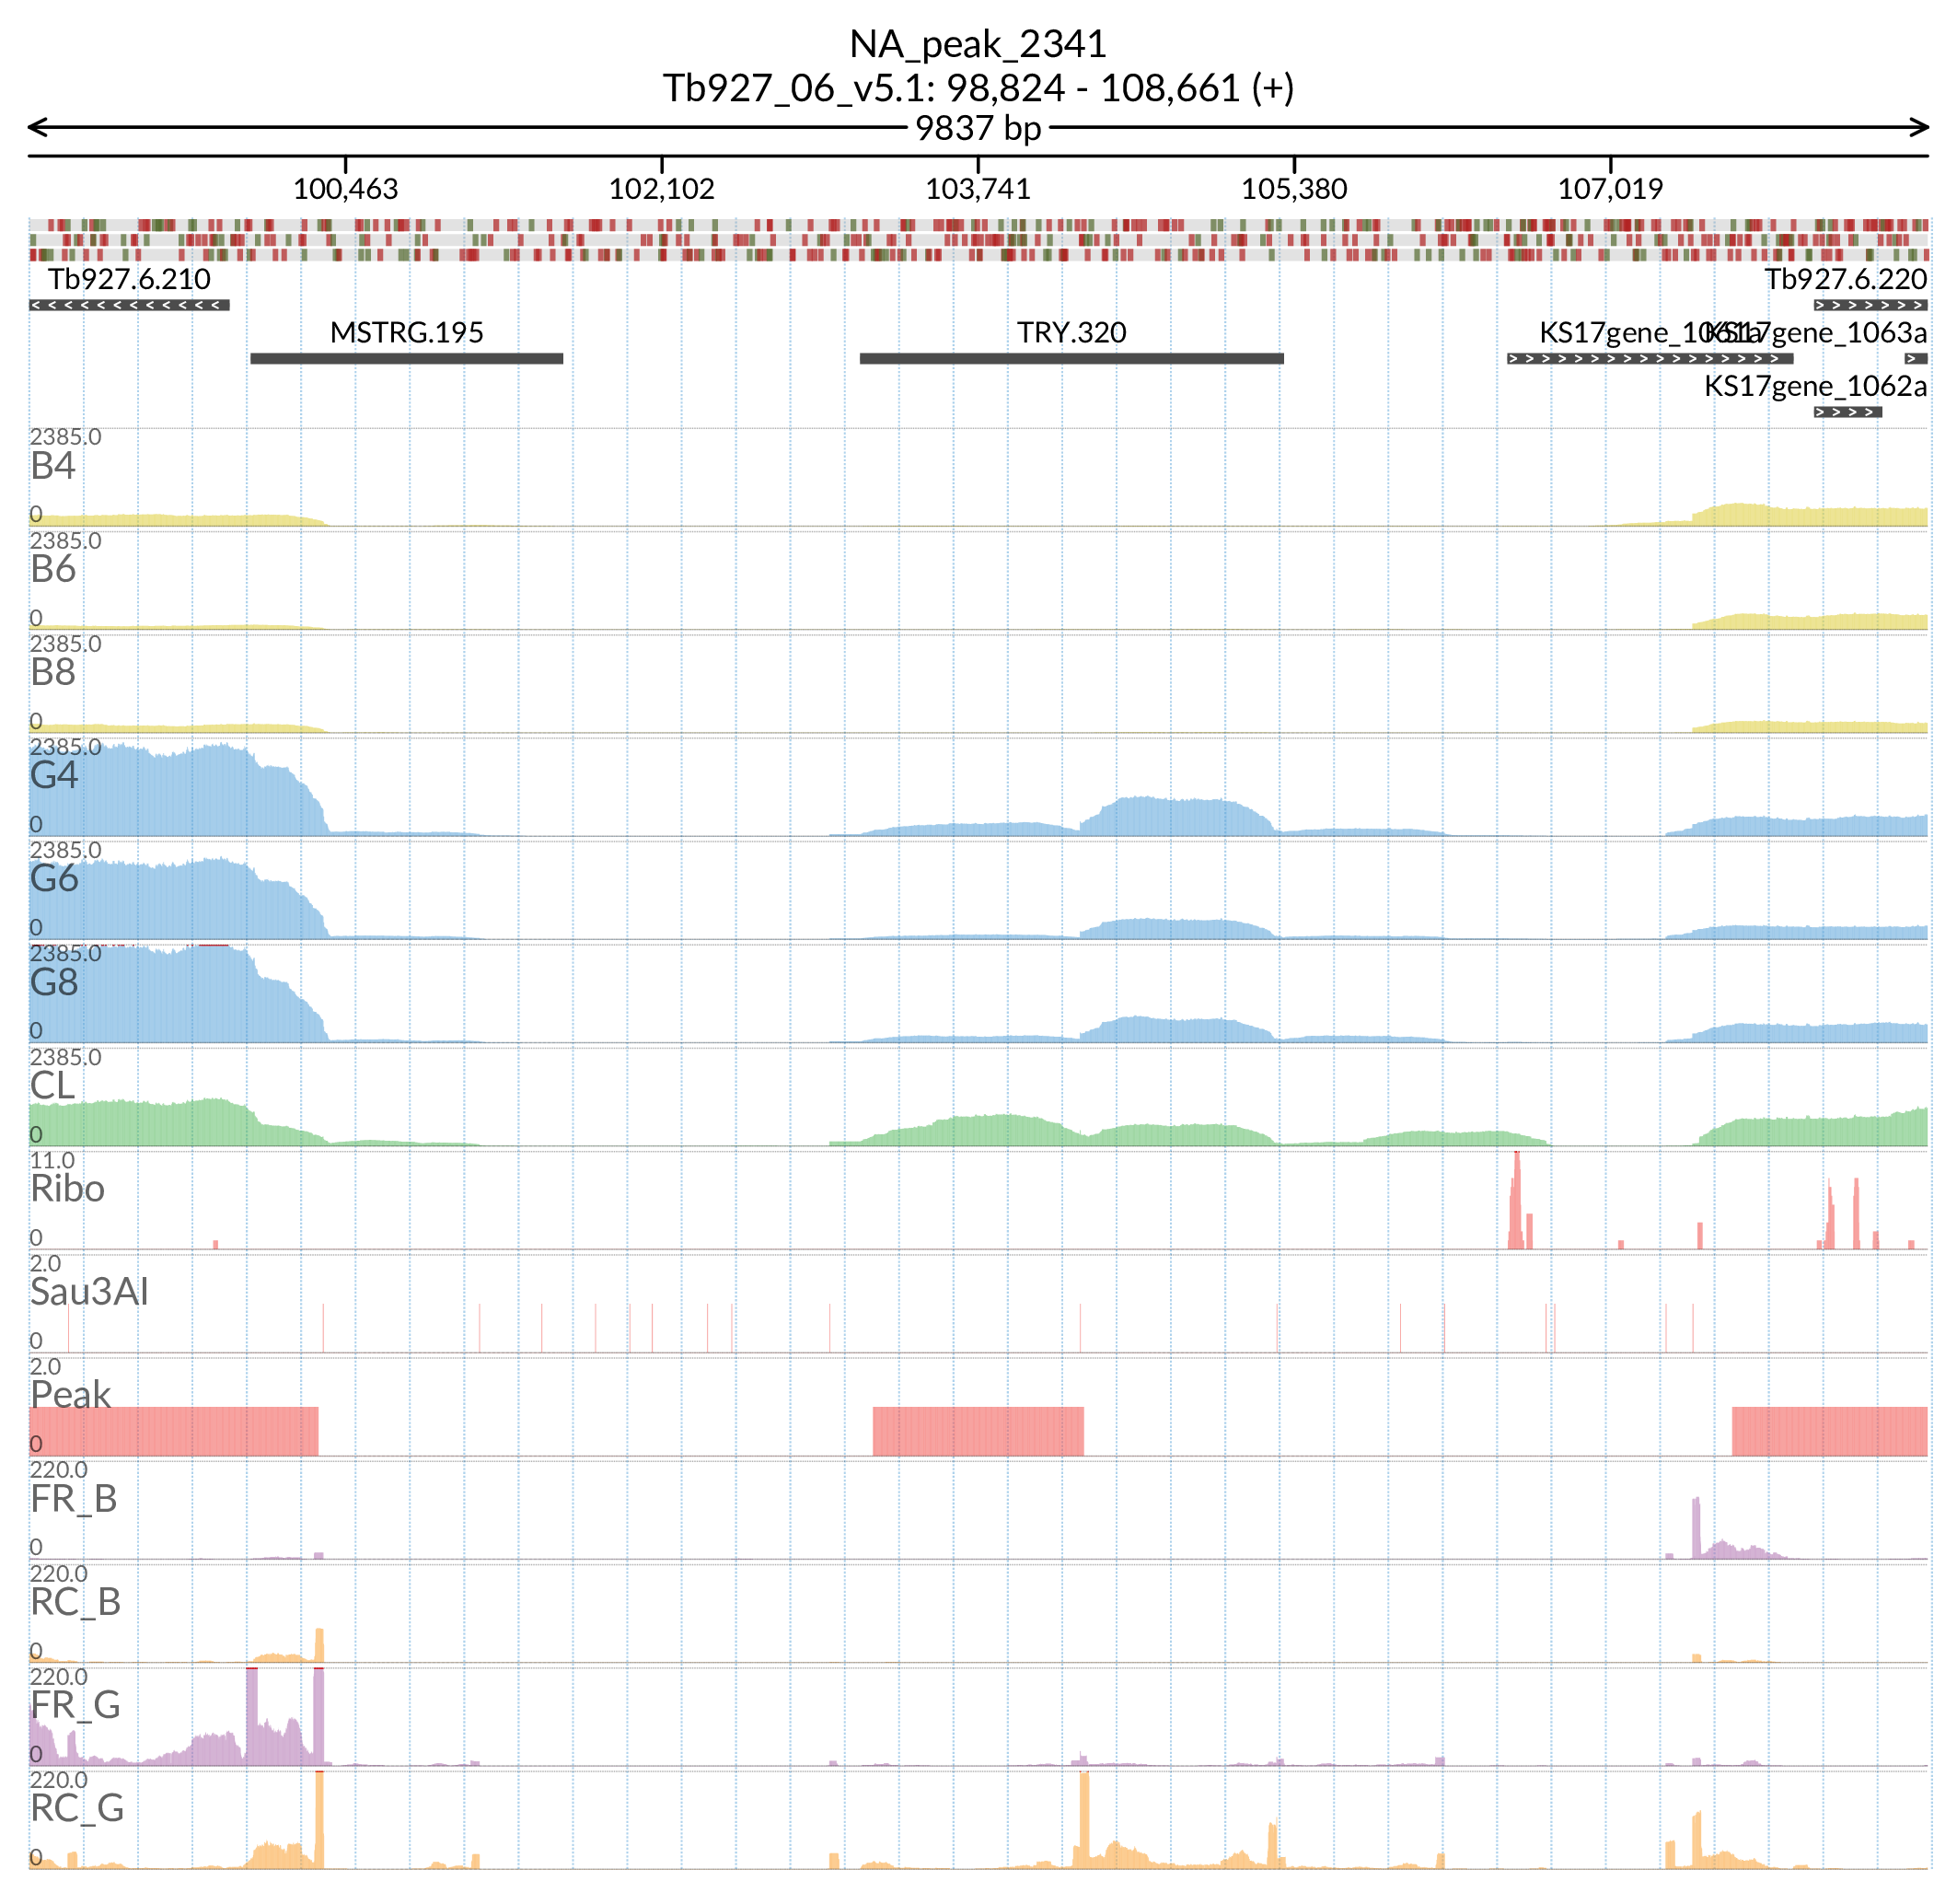 NA_peak_2341
Tb927_06_v5.1: 98,824 - 108,661 (+)
9837 bp
100,463 102,102 103,741 105,380 107,019
Tb927.6.210 Tb927.6.220
MSTRG.195 TRY.320 KS17gene_1061a KS17gene_1063a
KS17gene_1062a
2385.0
B4
0
2385.0
B6
0
2385.0
B8
0
2385.0
G4
0
2385.0
G6
0
2385.0
G8
0
2385.0
CL
0
11.0
Ribo
0
2.0
Sau3AI
0
2.0
Peak
0
220.0
FR_B
0
220.0
RC_B
0
220.0
FR_G
0
220.0
RC_G
0